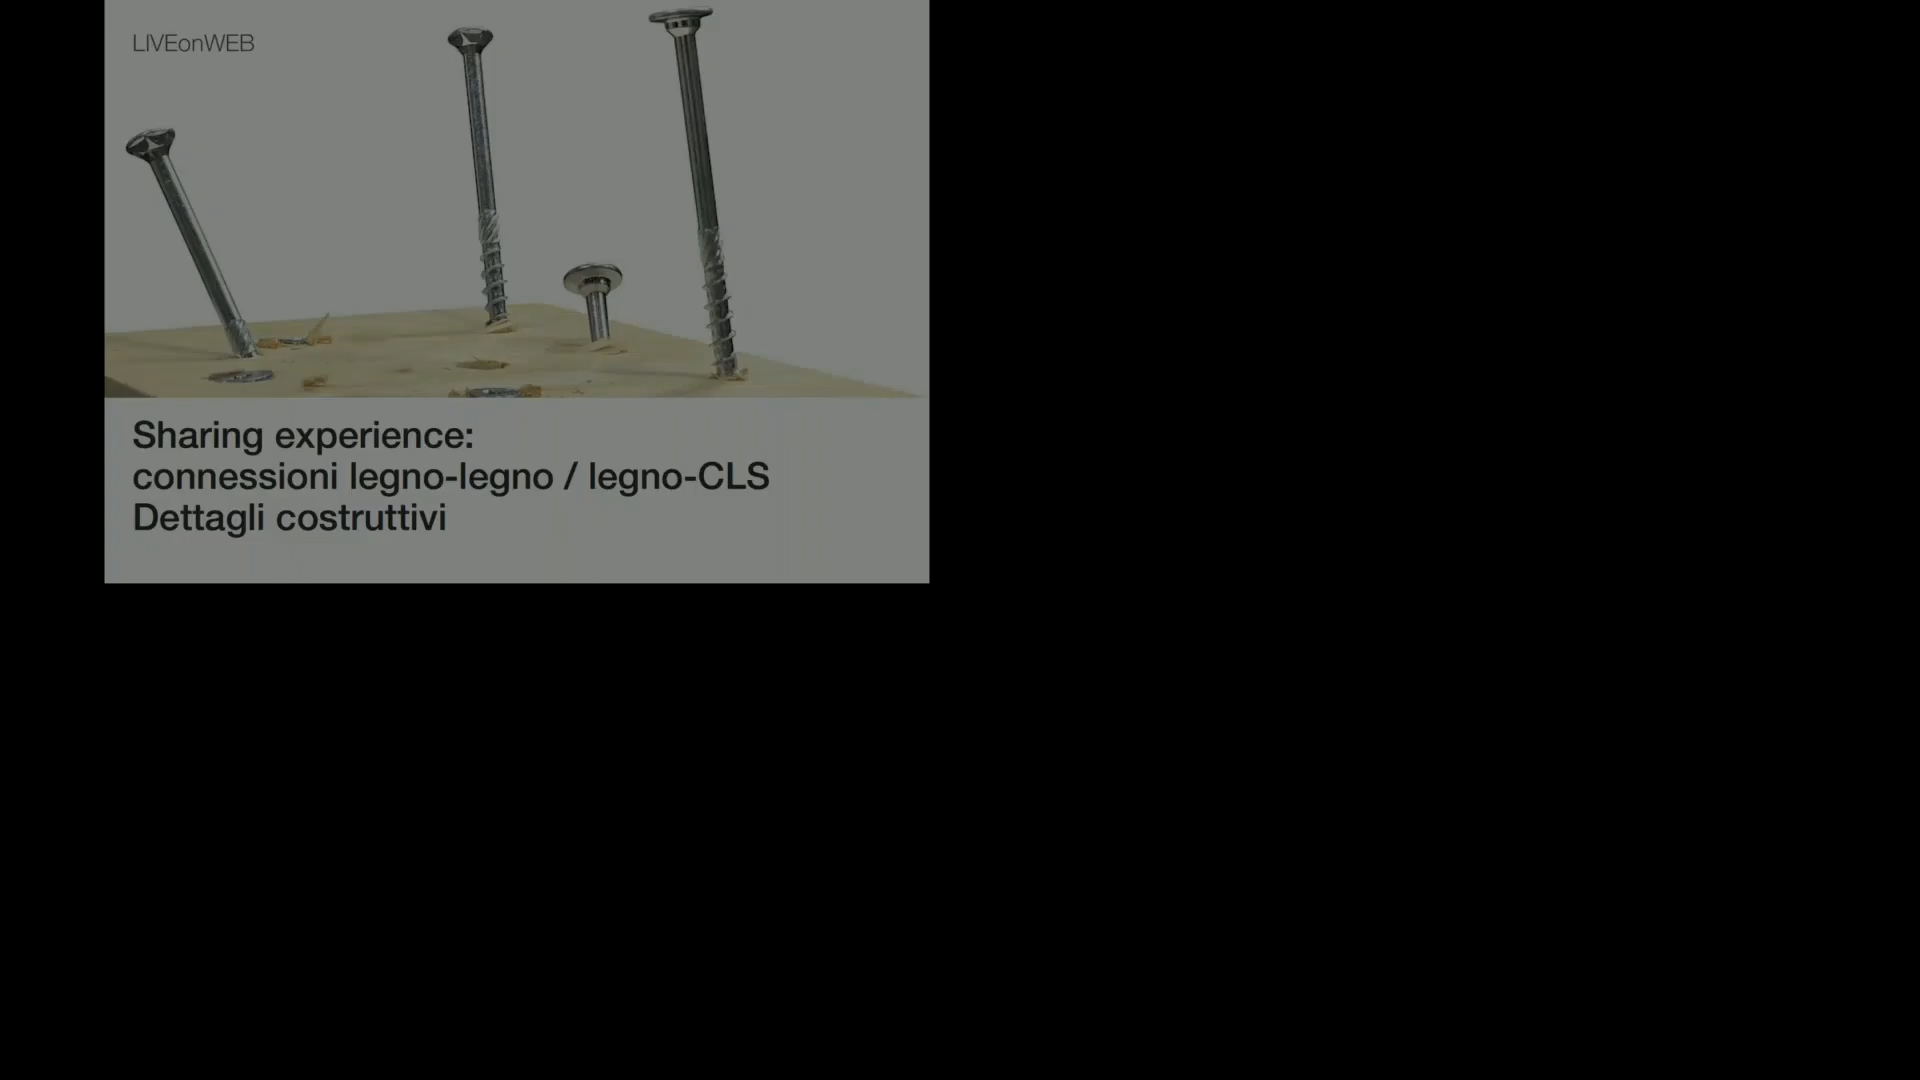 LIVEonWEB
Sharing experience:
connessioni legno-legno / legno-CLS
Dettagli costruttivi